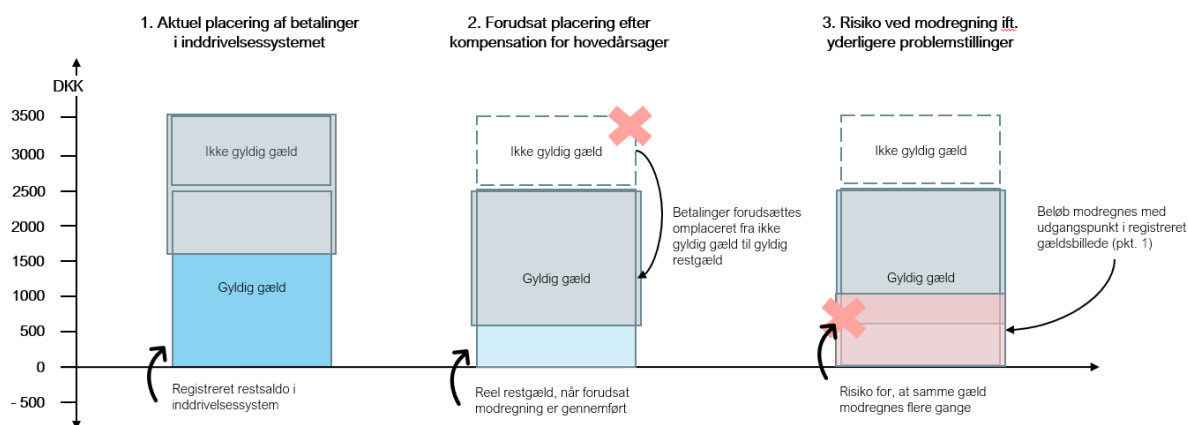 1. Aktuel placering af betalinger
i inddrivelsessystemet
2. Forudsat placering efter
kompensation for hovedårsager
3. Risiko ved modregning ift.
yderligere problemstillinger
DKK
3500
3000
2500
2000
1500
1000
500
0
- 500
Ikke gyldig gæld
Gyldig gæld
Registreret restsaldo i
inddrivelsessystem
Ikke gyldig gæld
Betalinger forudsættes
omplaceret fra ikke
gyldig gæld til gyldig
restgæld
Gyldig gæld
Reel restgæld, når forudsat
modregning er gennemført
Ikke gyldig gæld
Beløb modregnes med
udgangspunkt i registreret
gældsbillede (pkt. 1)
Gyldig gæld
Risiko for, at samme gæld
modregnes flere gange